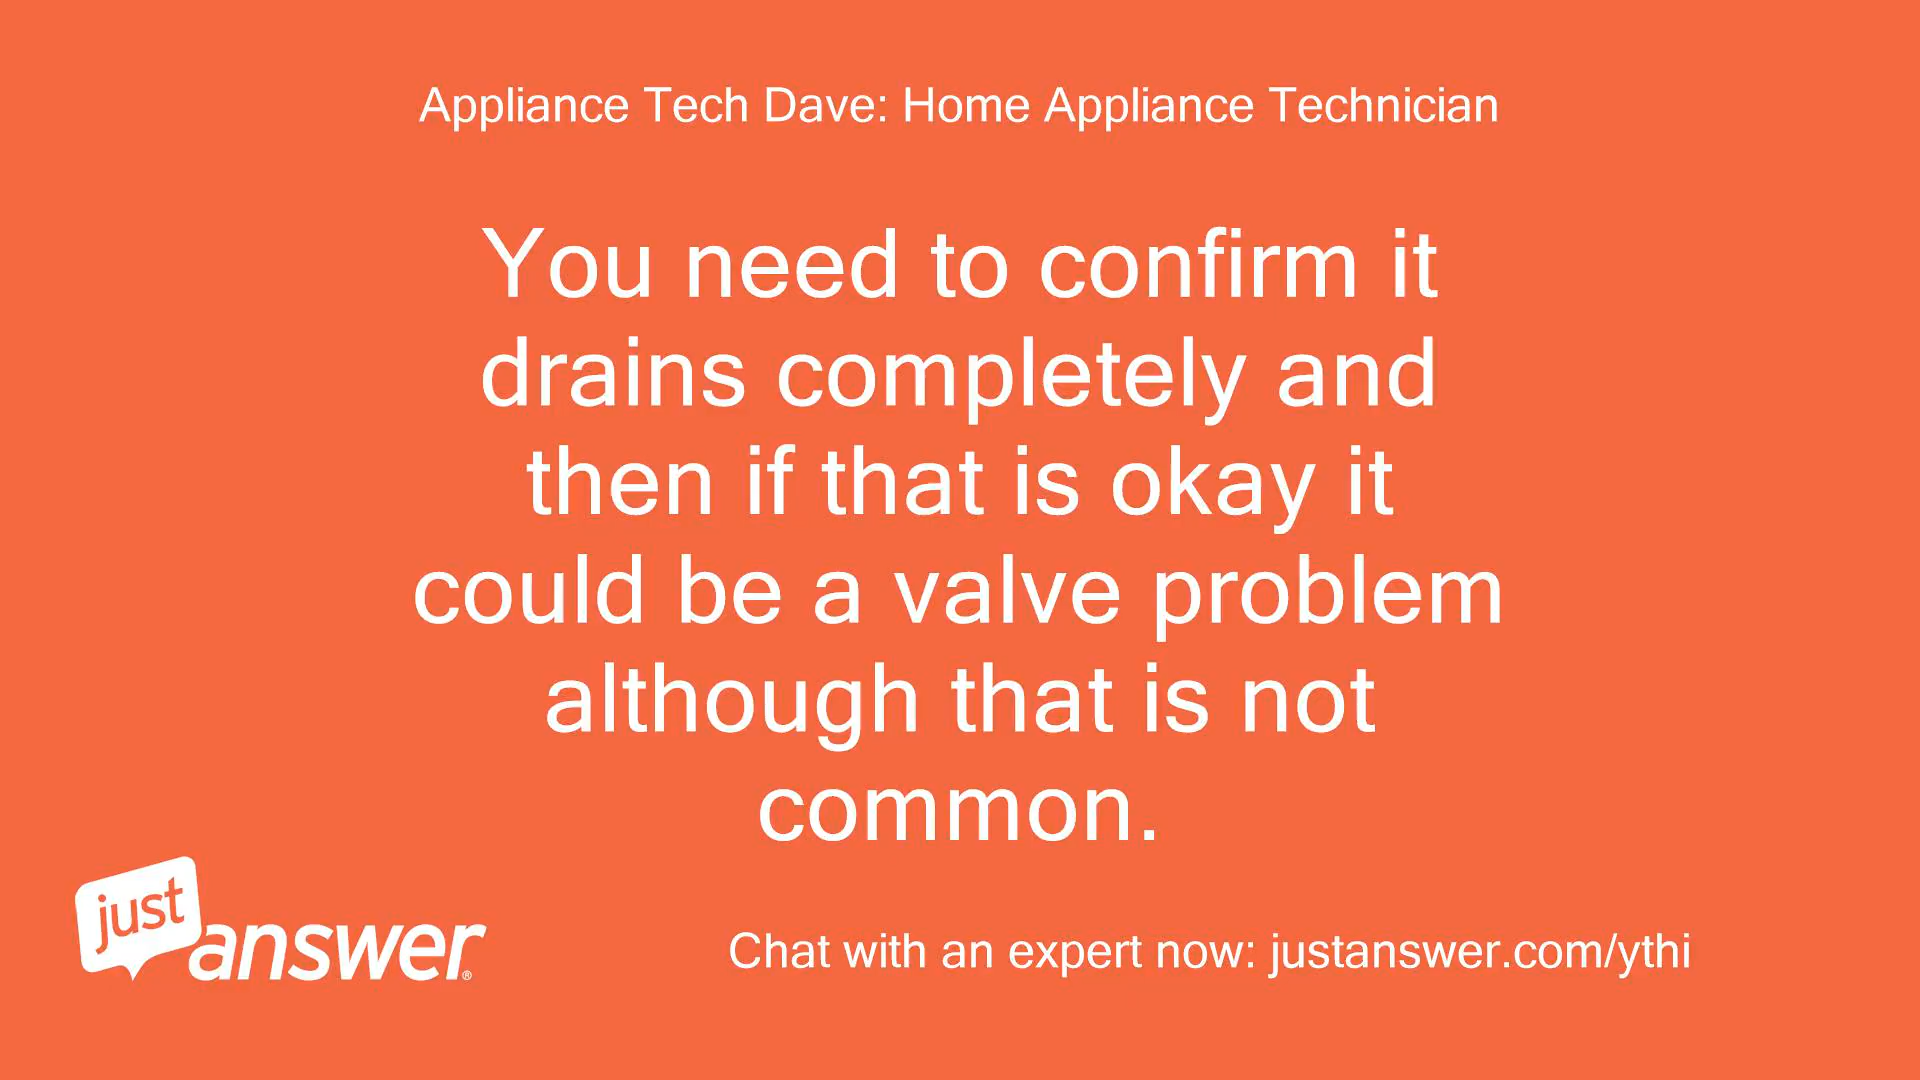 Appliance Tech Dave: Home Appliance Technician
You need to confirm it
drains completely and
then if that is okay it
could be a valve problem
although that is not
common.
just
answer®
Chat with an expert now: justanswer.com/ythi